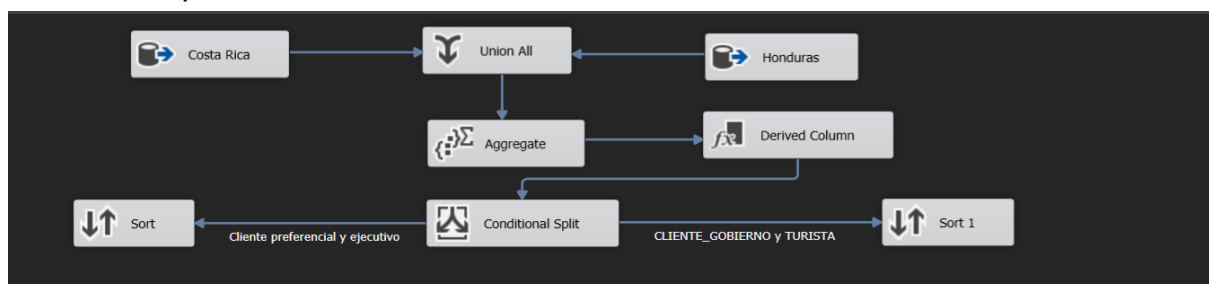 Costa Rica
Union All
Honduras
Aggregate
Derived Column
Sort
Cliente preferencial y ejecutivo
Conditional Split
CLIENTE_GOBIERNO y TURISTA
Sort 1